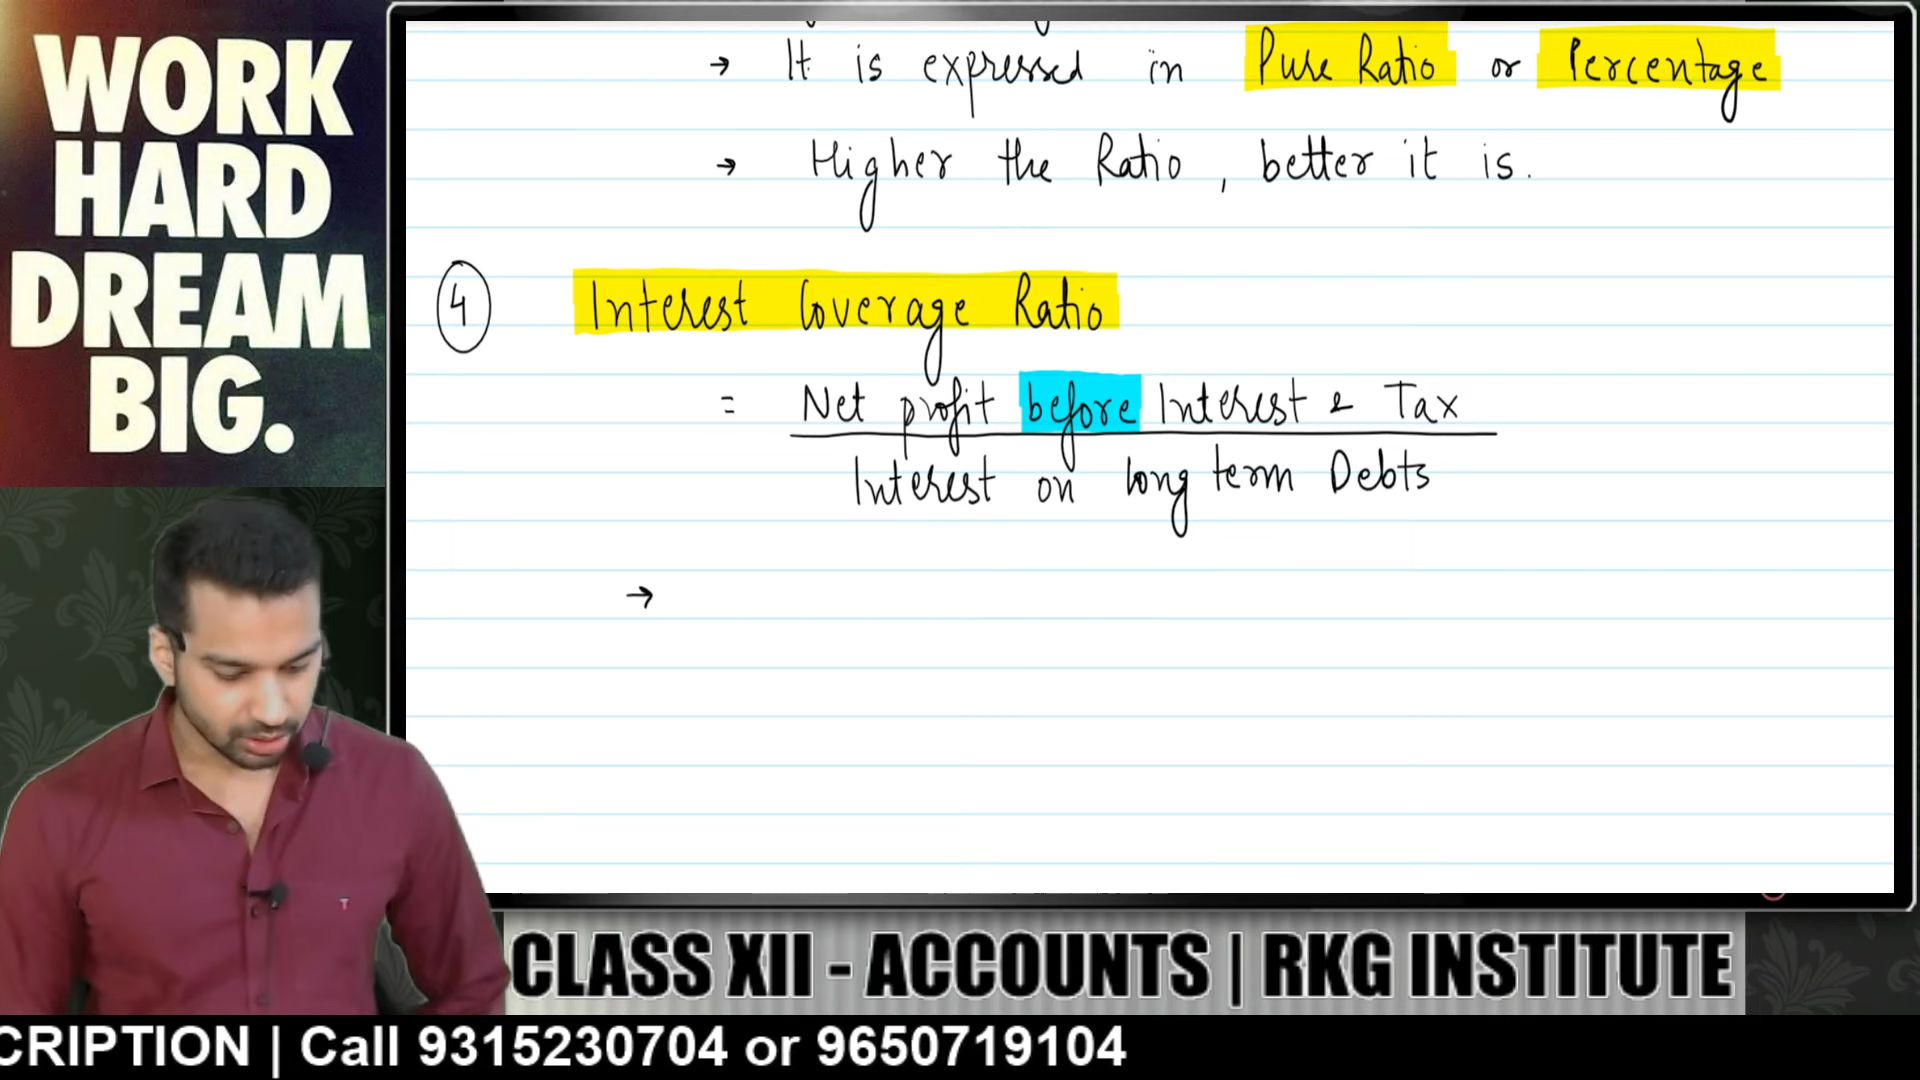 WORK
HARD
DREAM
BIG.
→ It is expressed in Pure Ratio or Percentage
→ Higher the Ratio, better it is.
4 Interest Coverage Ratio
= Net profit before Interest & Tax
Interest on long term Debts
→
T
CLASS XII - ACCOUNTS | RKG INSTITUTE
CRIPTION | Call 9315230704 or 9650719104